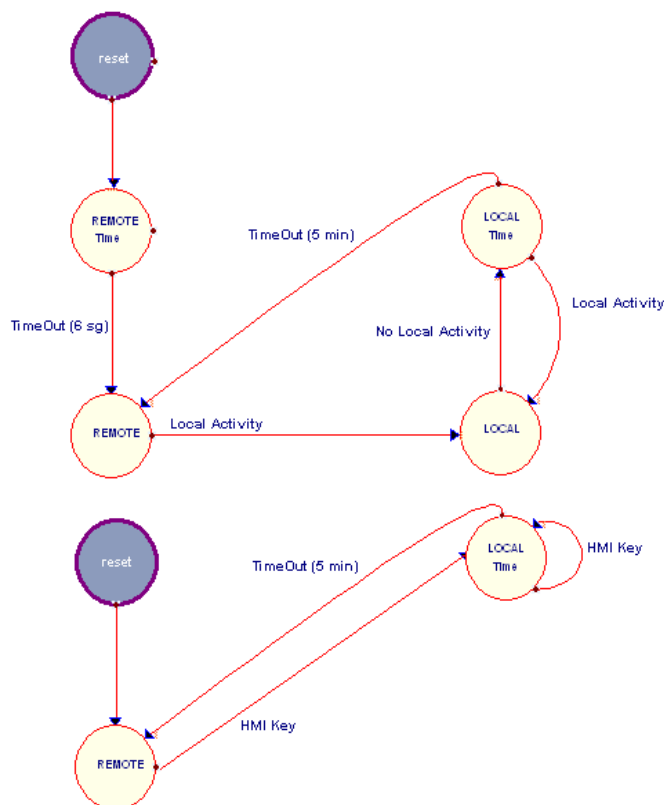 reset
REMOTE
Time
LOCAL
Time
TimeOut (5 min)
Local Activity
TimeOut (6 sg)
No Local Activity
REMOTE
Local Activity
LOCAL
reset
LOCAL
Time
HMI Key
TimeOut (5 min)
HMI Key
REMOTE